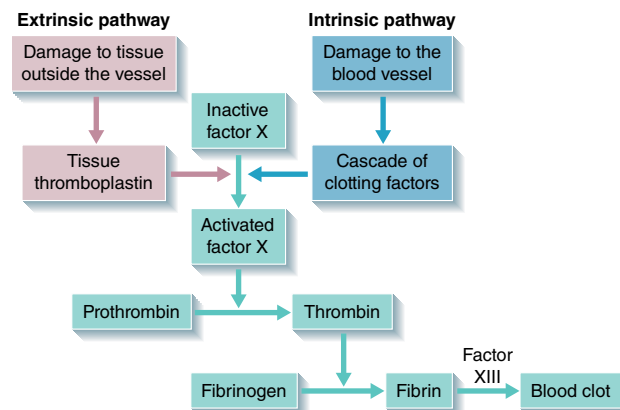 Extrinsic pathway
Intrinsic pathway
Damage to tissue
outside the vessel
Damage to the
blood vessel
Inactive
factor X
Tissue
thromboplastin
Cascade of
clotting factors
Activated
factor X
Prothrombin
Thrombin
Factor
XIII
Fibrinogen
Fibrin
Blood clot